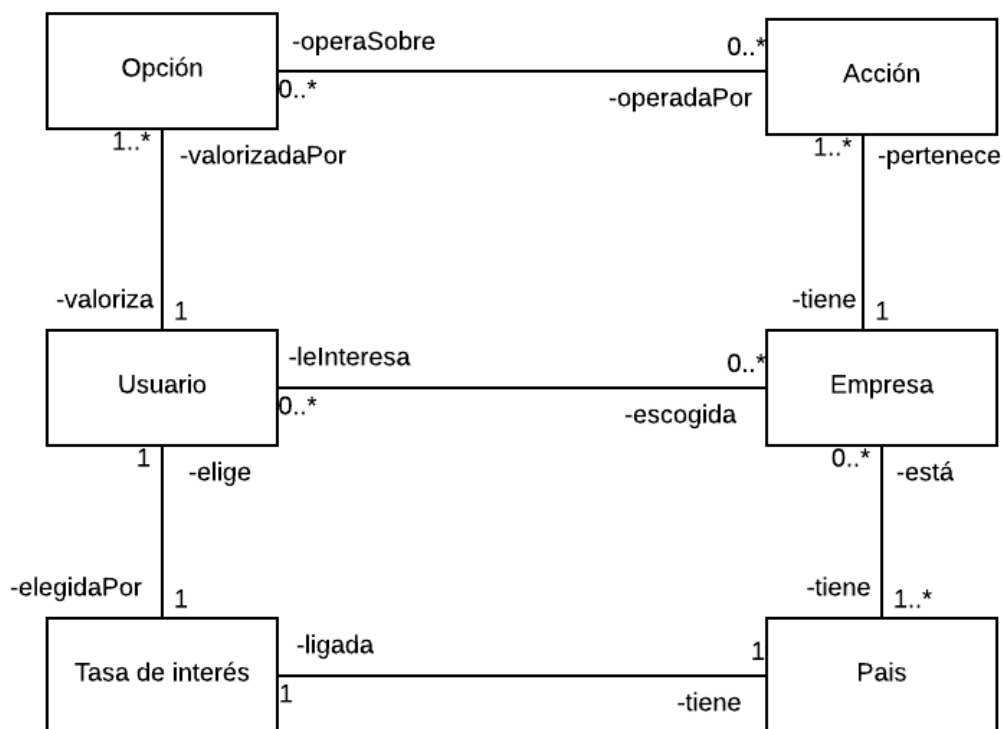 -operaSobre
0..*
Opción
Acción
0..*
-operadaPor
1..*
-valorizadaPor
1..*
-pertenece
-valoriza
1
-tiene
1
-leInteresa
0..*
Usuario
Empresa
0..*
-escogida
1
-elige
0..*
-está
-elegidaPor
1
-tiene
1..*
-ligada
1
Tasa de interés
Pais
1
-tiene